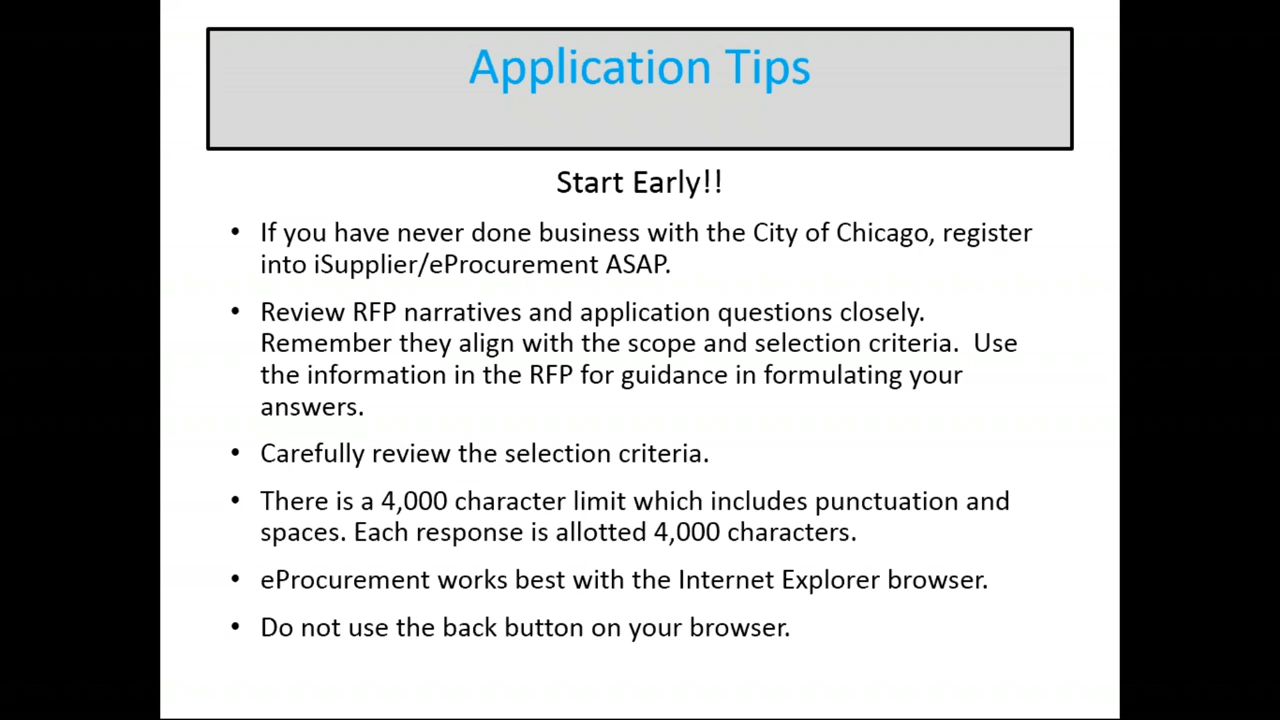 Application Tips
Start Early!!
• If you have never done business with the City of Chicago, register
into iSupplier/eProcurement ASAP.
• Review RFP narratives and application questions closely.
Remember they align with the scope and selection criteria.  Use
the information in the RFP for guidance in formulating your
answers.
• Carefully review the selection criteria.
• There is a 4,000 character limit which includes punctuation and
spaces. Each response is allotted 4,000 characters.
• eProcurement works best with the Internet Explorer browser.
• Do not use the back button on your browser.